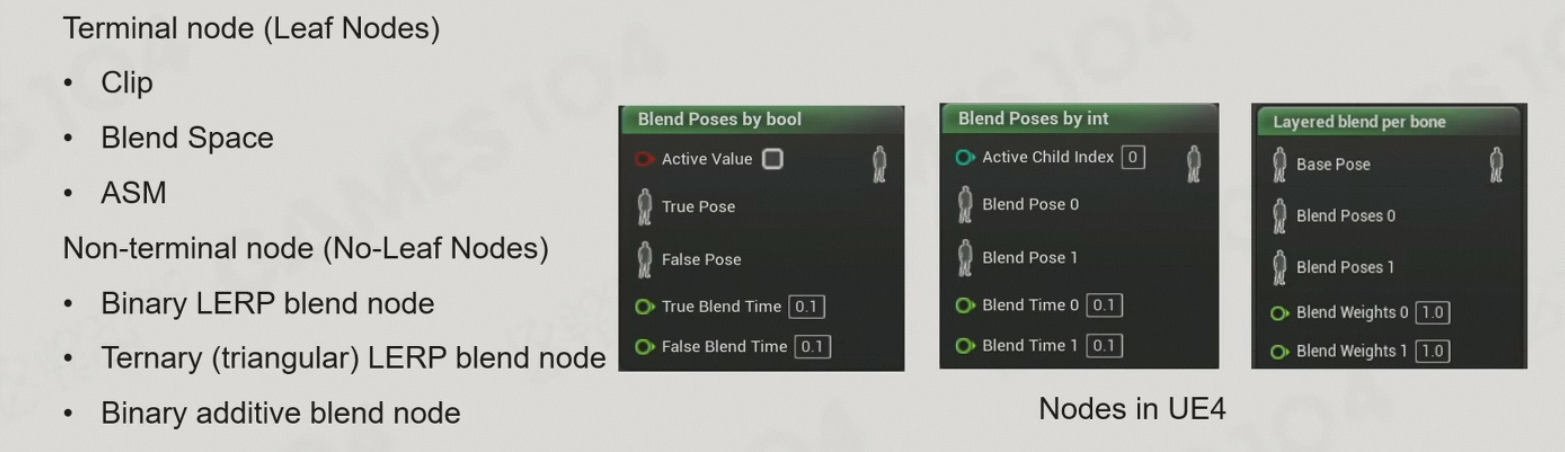 Terminal node (Leaf Nodes)
• Clip
• Blend Space
• ASM
Non-terminal node (No-Leaf Nodes)
• Binary LERP blend node
• Ternary (triangular) LERP blend node
• Binary additive blend node
Blend Poses by bool
Active Value
True Pose
False Pose
True Blend Time 0.1
False Blend Time 0.1
Blend Poses by int
Active Child Index 0
Blend Pose 0
Blend Pose 1
Blend Time 0 0.1
Blend Time 1 0.1
Layered blend per bone
Base Pose
Blend Poses 0
Blend Poses 1
Blend Weights 0 1.0
Blend Weights 1 1.0
Nodes in UE4
GAMES 104